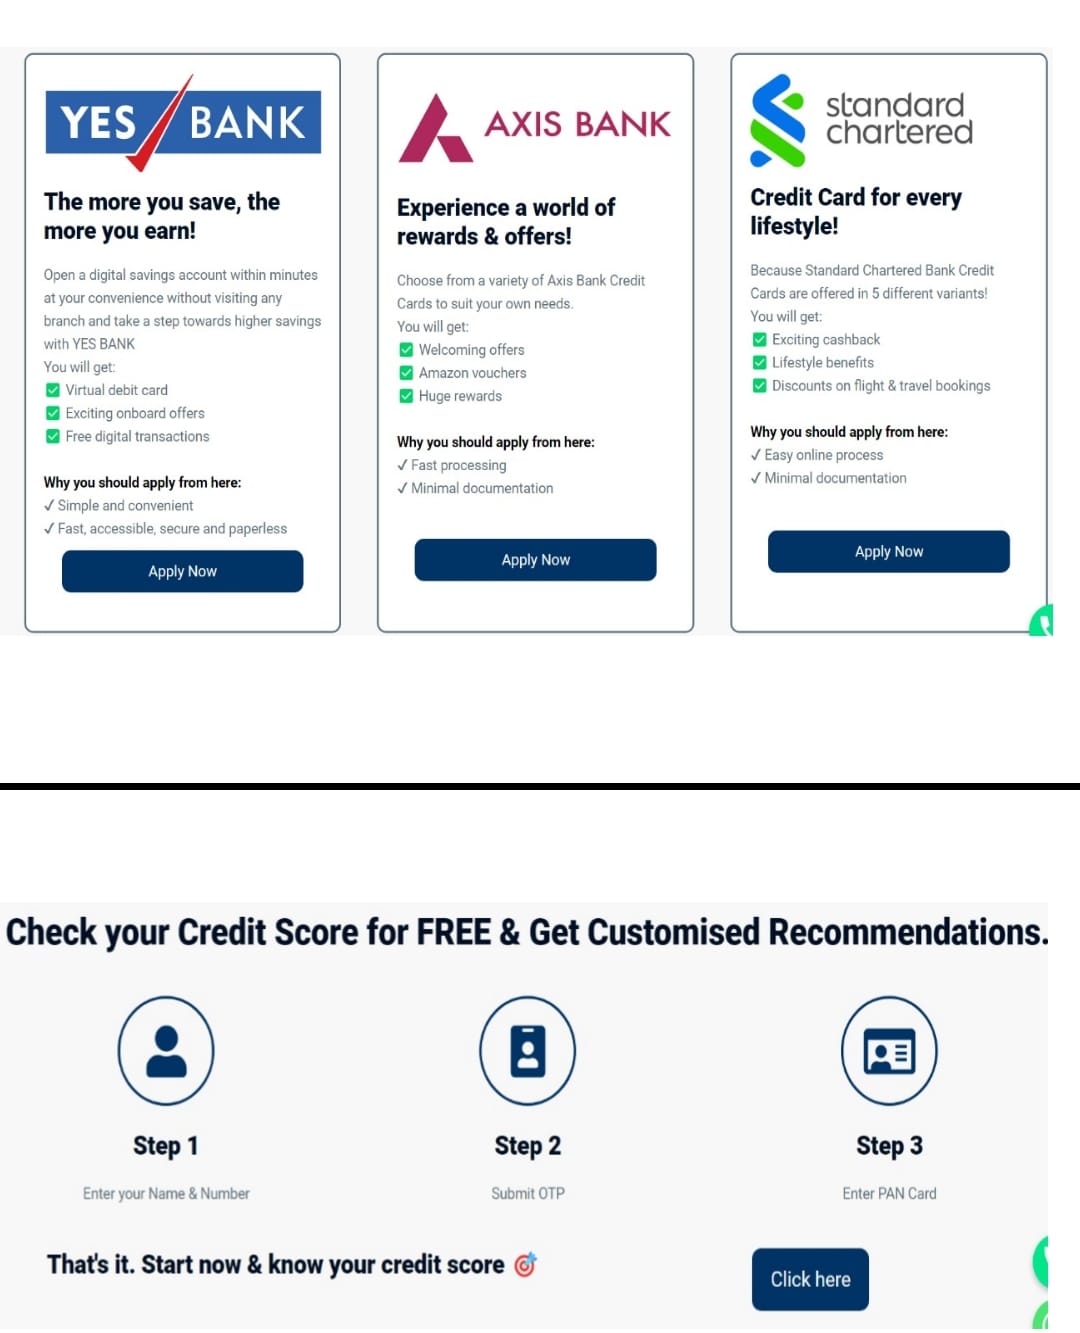 YES BANK
The more you save, the
more you earn!
Open a digital savings account within minutes
at your convenience without visiting any
branch and take a step towards higher savings
with YES BANK
You will get:
✅ Virtual debit card
✅ Exciting onboard offers
✅ Free digital transactions
Why you should apply from here:
✓ Simple and convenient
✓ Fast, accessible, secure and paperless
Apply Now
AXIS BANK
Experience a world of
rewards & offers!
Choose from a variety of Axis Bank Credit
Cards to suit your own needs.
You will get:
✅ Welcoming offers
✅ Amazon vouchers
✅ Huge rewards
Why you should apply from here:
✓ Fast processing
✓ Minimal documentation
Apply Now
standard
chartered
Credit Card for every
lifestyle!
Because Standard Chartered Bank Credit
Cards are offered in 5 different variants!
You will get:
✅ Exciting cashback
✅ Lifestyle benefits
✅ Discounts on flight & travel bookings
Why you should apply from here:
✓ Easy online process
✓ Minimal documentation
Apply Now
Check your Credit Score for FREE & Get Customised Recommendations.
Step 1
Enter your Name & Number
Step 2
Submit OTP
Step 3
Enter PAN Card
That's it. Start now & know your credit score 🎯
Click here